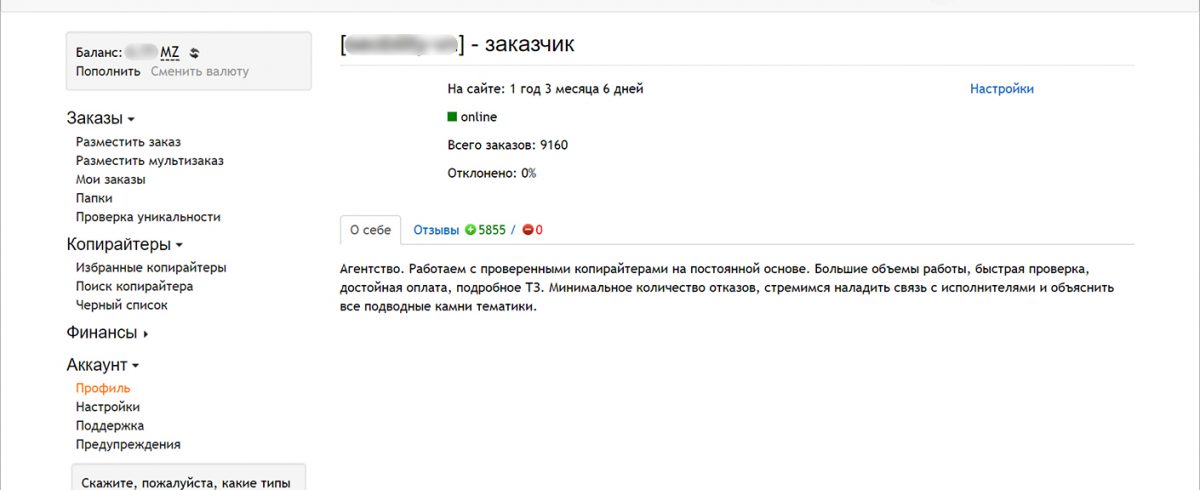 Баланс: MZ
Пополнить Сменить валюту
Заказы
Разместить заказ
Разместить мультизаказ
Мои заказы
Папки
Проверка уникальности
Копирайтеры
Избранные копирайтеры
Поиск копирайтера
Черный список
Финансы
Аккаунт
Профиль
Настройки
Поддержка
Предупреждения
Скажите, пожалуйста, какие типы
[] - заказчик
На сайте: 1 год 3 месяца 6 дней
Настройки
online
Всего заказов: 9160
Отклонено: 0%
О себе Отзывы 5855 / 0
Агентство. Работаем с проверенными копирайтерами на постоянной основе. Большие объемы работы, быстрая проверка,
достойная оплата, подробное ТЗ. Минимальное количество отказов, стремимся наладить связь с исполнителями и объяснить
все подводные камни тематики.